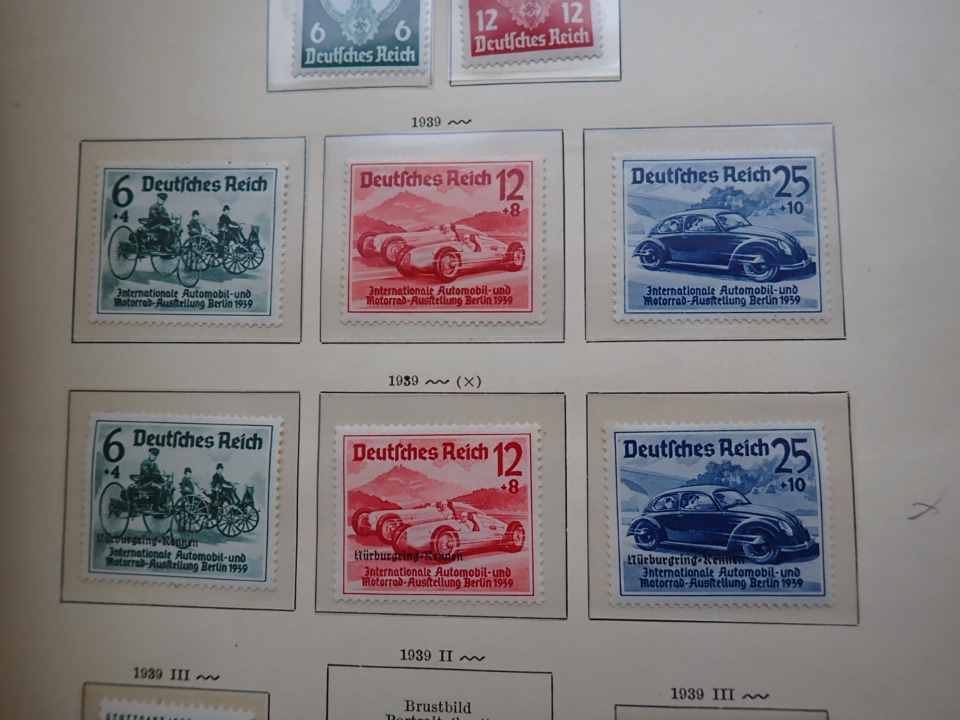 6 6
Deutsches Reich
12 12
Deutsches Reich
1939
6 Deutsches Reich
+4
Internationale Automobil-und
Motorrad-Ausstellung Berlin 1939
Deutsches Reich 12
+8
Internationale Automobil-und
Motorrad-Ausstellung Berlin 1939
Deutsches Reich 25
+10
Internationale Automobil-und
Motorrad-Ausstellung Berlin 1939
1939 (×)
6 Deutsches Reich
+4
Nürburgring-Rennen
Internationale Automobil-und
Motorrad-Ausstellung Berlin 1939
Deutsches Reich 12
+8
Nürburgring-Rennen
Internationale Automobil-und
Motorrad-Ausstellung Berlin 1939
Deutsches Reich 25
+10
Nürburgring-Rennen
Internationale Automobil-und
Motorrad-Ausstellung Berlin 1939
×
1939 III
1939 II
1939 III
Brustbild